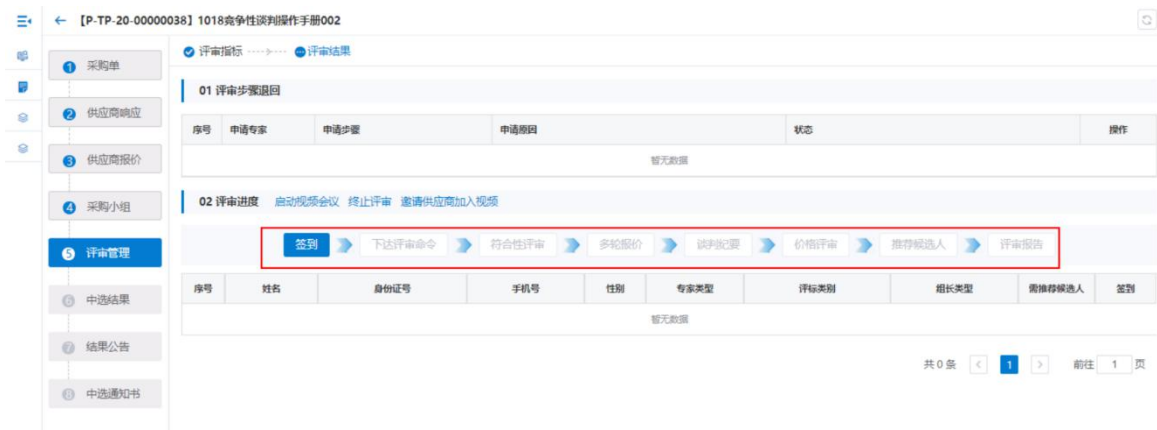 【P-TP-20-00000038】1018竞争性谈判操作手册002
1 采购单
2 供应商响应
3 供应商报价
4 采购小组
5 评审管理
6 中选结果
7 结果公告
8 中选通知书
评审指标 评审结果
01 评审步骤退回
序号 申请专家 申请步骤 申请原因 状态 操作
暂无数据
02 评审进度 启动视频会议 终止评审 邀请供应商加入视频
签到 下达评审命令 符合性评审 多轮报价 谈判纪要 价格评审 推荐候选人 评审报告
序号 姓名 身份证号 手机号 性别 专家类型 评标类别 组长类型 需推荐候选人 签到
暂无数据
共 0 条 < 1 > 前往 1 页